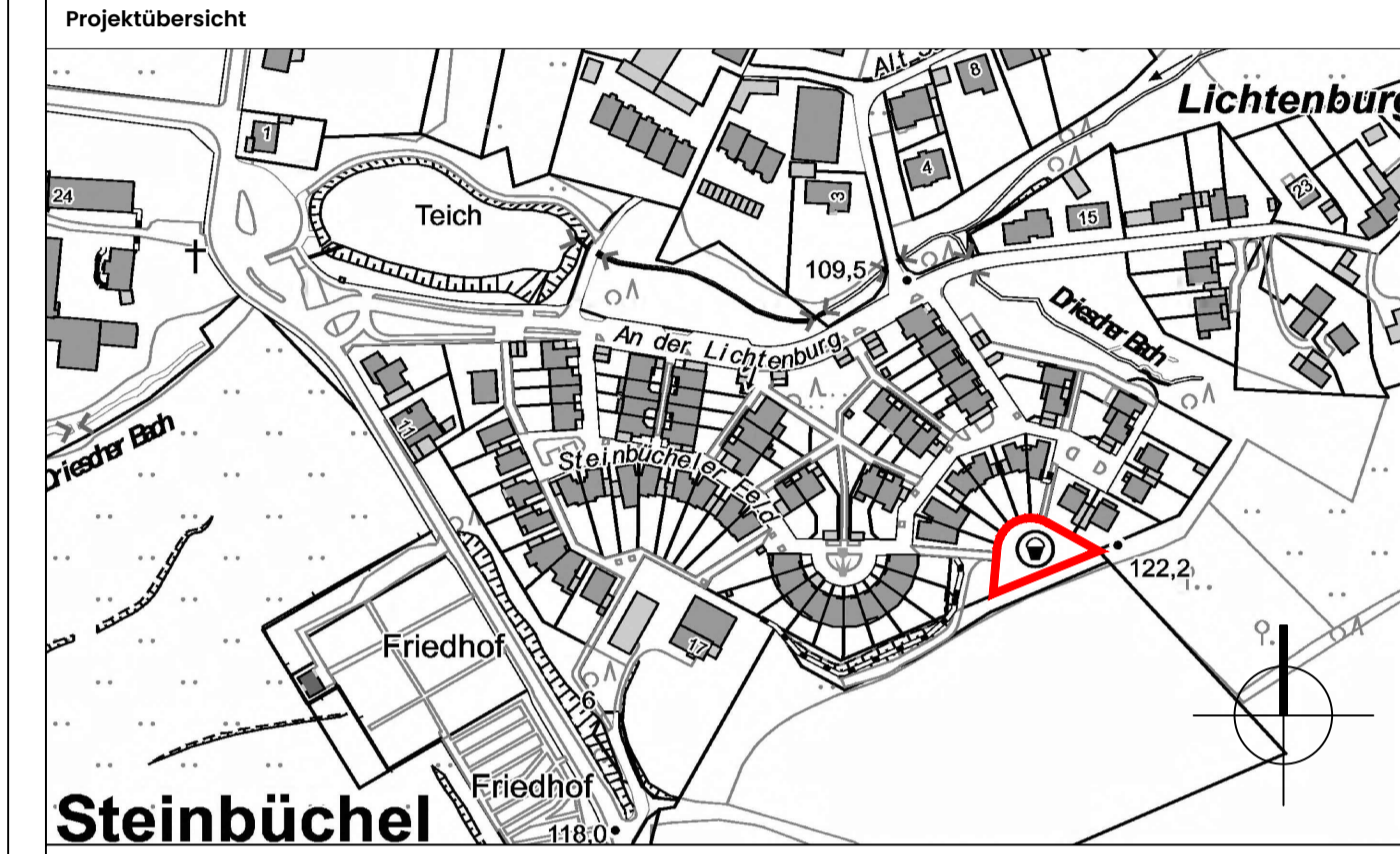 Projektübersicht
Alt
8
Lichtenburg
1
4
24
3
23
Teich
15
109,5
Driescher Bach
An der Lichtenburg
11
Driescher Bach
Steinbücheler Feld
122,2
Friedhof
17
6
Friedhof
Steinbüchel
118,0